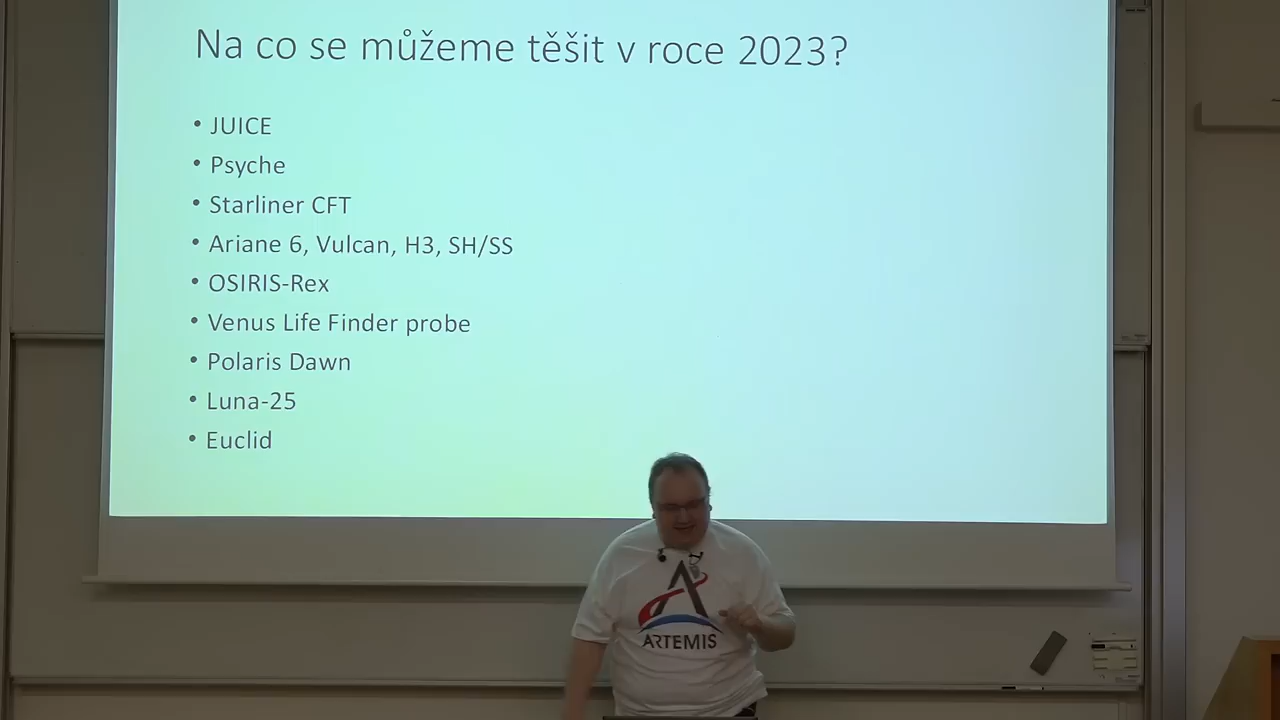 Na co se můžeme těšit v roce 2023?
• JUICE
• Psyche
• Starliner CFT
• Ariane 6, Vulcan, H3, SH/SS
• OSIRIS-Rex
• Venus Life Finder probe
• Polaris Dawn
• Luna-25
• Euclid
ARTEMIS